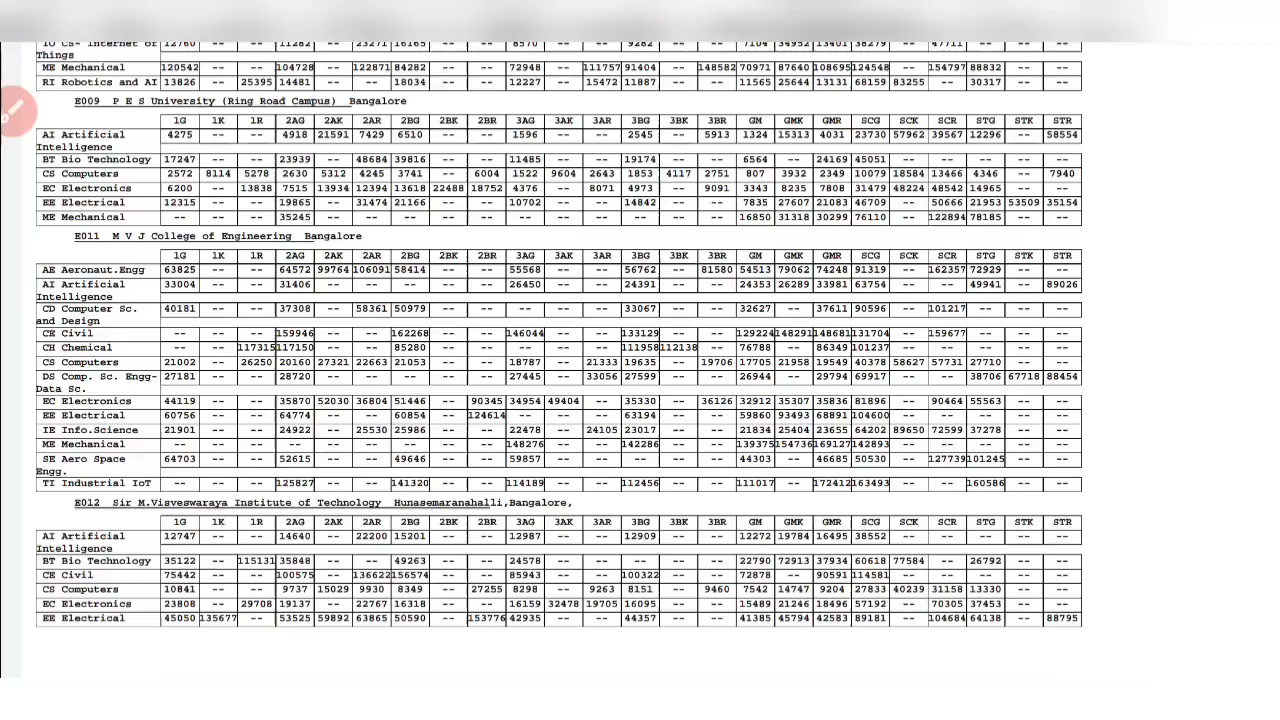 IO CS- Internet of 12760 -- -- 11282 -- 23271 16165 -- -- 8570 -- -- 9282 -- -- 7104 34952 13401 38279 -- 47711 -- -- --
Things
ME Mechanical 120542 -- -- 104728 -- 122871 84282 -- -- 72948 -- 111757 91404 -- 148582 70971 87640 108695 124548 -- 154797 88832 -- --
RI Robotics and AI 13826 -- 25395 14481 -- -- 18034 -- -- 12227 -- 15472 11887 -- -- 11565 25644 13131 68159 83255 -- 30317 -- --
E009 P E S University (Ring Road Campus) Bangalore
1G 1K 1R 2AG 2AK 2AR 2BG 2BK 2BR 3AG 3AK 3AR 3BG 3BK 3BR GM GMK GMR SCG SCK SCR STG STK STR
AI Artificial 4275 -- -- 4918 21591 7429 6510 -- -- 1596 -- -- 2545 -- 5913 1324 15313 4031 23730 57962 39567 12296 -- 58554
Intelligence
BT Bio Technology 17247 -- -- 23939 -- 48684 39816 -- -- 11485 -- -- 19174 -- -- 6564 -- 24169 45051 -- -- -- -- --
CS Computers 2572 8114 5278 2630 5312 4245 3741 -- 6004 1522 9604 2643 1853 4117 2751 807 3932 2349 10079 18584 13466 4346 -- 7940
EC Electronics 6200 -- 13838 7515 13934 12394 13618 22488 18752 4376 -- 8071 4973 -- 9091 3343 8235 7808 31479 48224 48542 14965 -- --
EE Electrical 12315 -- -- 19865 -- 31474 21166 -- -- 10702 -- -- 14842 -- -- 7835 27607 21083 46709 -- 50666 21953 53509 35154
ME Mechanical -- -- -- 35245 -- -- -- -- -- -- -- -- -- -- -- 16850 31318 30299 76110 -- 122894 78185 -- --
E011 M V J College of Engineering Bangalore
1G 1K 1R 2AG 2AK 2AR 2BG 2BK 2BR 3AG 3AK 3AR 3BG 3BK 3BR GM GMK GMR SCG SCK SCR STG STK STR
AE Aeronaut.Engg 63825 -- -- 64572 99764 106091 58414 -- -- 55568 -- -- 56762 -- 81580 54513 79062 74248 91319 -- 162357 72929 -- --
AI Artificial 33004 -- -- 31406 -- -- -- -- -- 26450 -- -- 24391 -- -- 24353 26289 33981 63754 -- -- 49941 -- 89026
Intelligence
CD Computer Sc. 40181 -- -- 37308 -- 58361 50979 -- -- -- -- -- 33067 -- -- 32627 -- 37611 90596 -- 101217 -- -- --
and Design
CE Civil -- -- -- 159946 -- -- 162268 -- -- 146044 -- -- 133129 -- -- 129224 148291 148681 131704 -- 159677 -- -- --
CH Chemical -- -- 117315 117150 -- -- 85280 -- -- -- -- -- 111958 112138 -- 76788 -- 86349 101237 -- -- -- -- --
CS Computers 21002 -- 26250 20160 27321 22663 21053 -- -- 18787 -- 21333 19635 -- 19706 17705 21958 19549 40378 58627 57731 27710 -- --
DS Comp. Sc. Engg- 27181 -- -- 28720 -- -- -- -- -- 27445 -- 33056 27599 -- -- 26944 -- 29794 69917 -- -- 38706 67718 88454
Data Sc.
EC Electronics 44119 -- -- 35870 52030 36804 51446 -- 90345 34954 49404 -- 35330 -- 36126 32912 35307 35836 81896 -- 90464 55563 -- --
EE Electrical 60756 -- -- 64774 -- -- 60854 -- 124614 -- -- -- 63194 -- -- 59860 93493 68891 104600 -- -- -- -- --
IE Info.Science 21901 -- -- 24922 -- 25530 25986 -- -- 22478 -- 24105 23017 -- -- 21834 25404 23655 64202 89650 72599 37278 -- --
ME Mechanical -- -- -- -- -- -- -- -- -- 148276 -- -- 142286 -- -- 139375 154736 169127 142893 -- -- -- -- --
SE Aero Space 64703 -- -- 52615 -- -- 49646 -- -- 59857 -- -- -- -- -- 44303 -- 46685 50530 -- 127739 101245 -- --
Engg.
TI Industrial IoT -- -- -- 125827 -- -- 141320 -- -- 114189 -- -- 112456 -- -- 111017 -- 172412 163493 -- -- 160586 -- --
E012 Sir M.Visveswaraya Institute of Technology Hunasemaranahalli,Bangalore,
1G 1K 1R 2AG 2AK 2AR 2BG 2BK 2BR 3AG 3AK 3AR 3BG 3BK 3BR GM GMK GMR SCG SCK SCR STG STK STR
AI Artificial 12747 -- -- 14640 -- 22200 15201 -- -- 12987 -- -- 12909 -- -- 12272 19784 16495 38552 -- -- -- -- --
Intelligence
BT Bio Technology 35122 -- 115131 35848 -- -- 49263 -- -- 24578 -- -- -- -- -- 22790 72913 37934 60618 77584 -- 26792 -- --
CE Civil 75442 -- -- 100575 -- 136622 156574 -- -- 85943 -- -- 100322 -- -- 72878 -- 90591 114581 -- -- -- -- --
CS Computers 10841 -- -- 9737 15029 9930 8349 -- 27255 8298 -- 9263 8151 -- 9460 7542 14747 9204 27833 40239 31158 13330 -- --
EC Electronics 23808 -- 29708 19137 -- 22767 16318 -- -- 16159 32478 19705 16095 -- -- 15489 21246 18496 57192 -- 70305 37453 -- --
EE Electrical 45050 135677 -- 53525 59892 63865 50590 -- 153776 42935 -- -- 44357 -- -- 41385 45794 42583 89181 -- 104684 64138 -- 88795